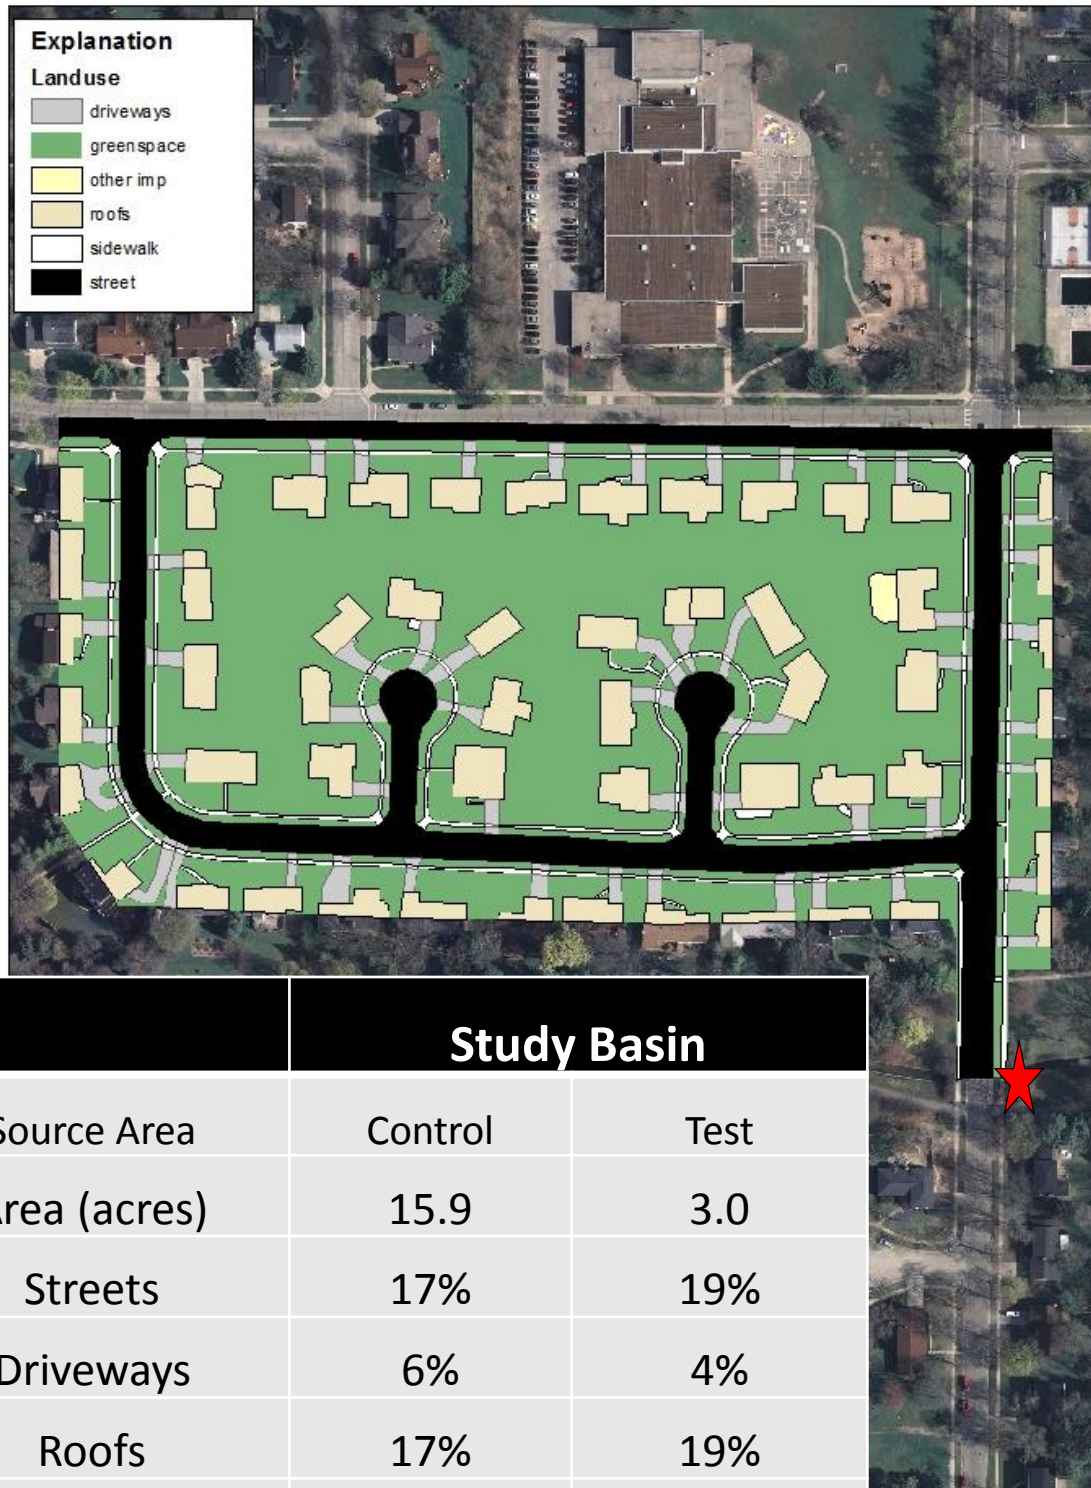 Explanation
Landuse
driveways
greenspace
other imp
roofs
sidewalk
street
Study Basin
Source Area Control Test
Area (acres) 15.9 3.0
Streets 17% 19%
Driveways 6% 4%
Roofs 17% 19%